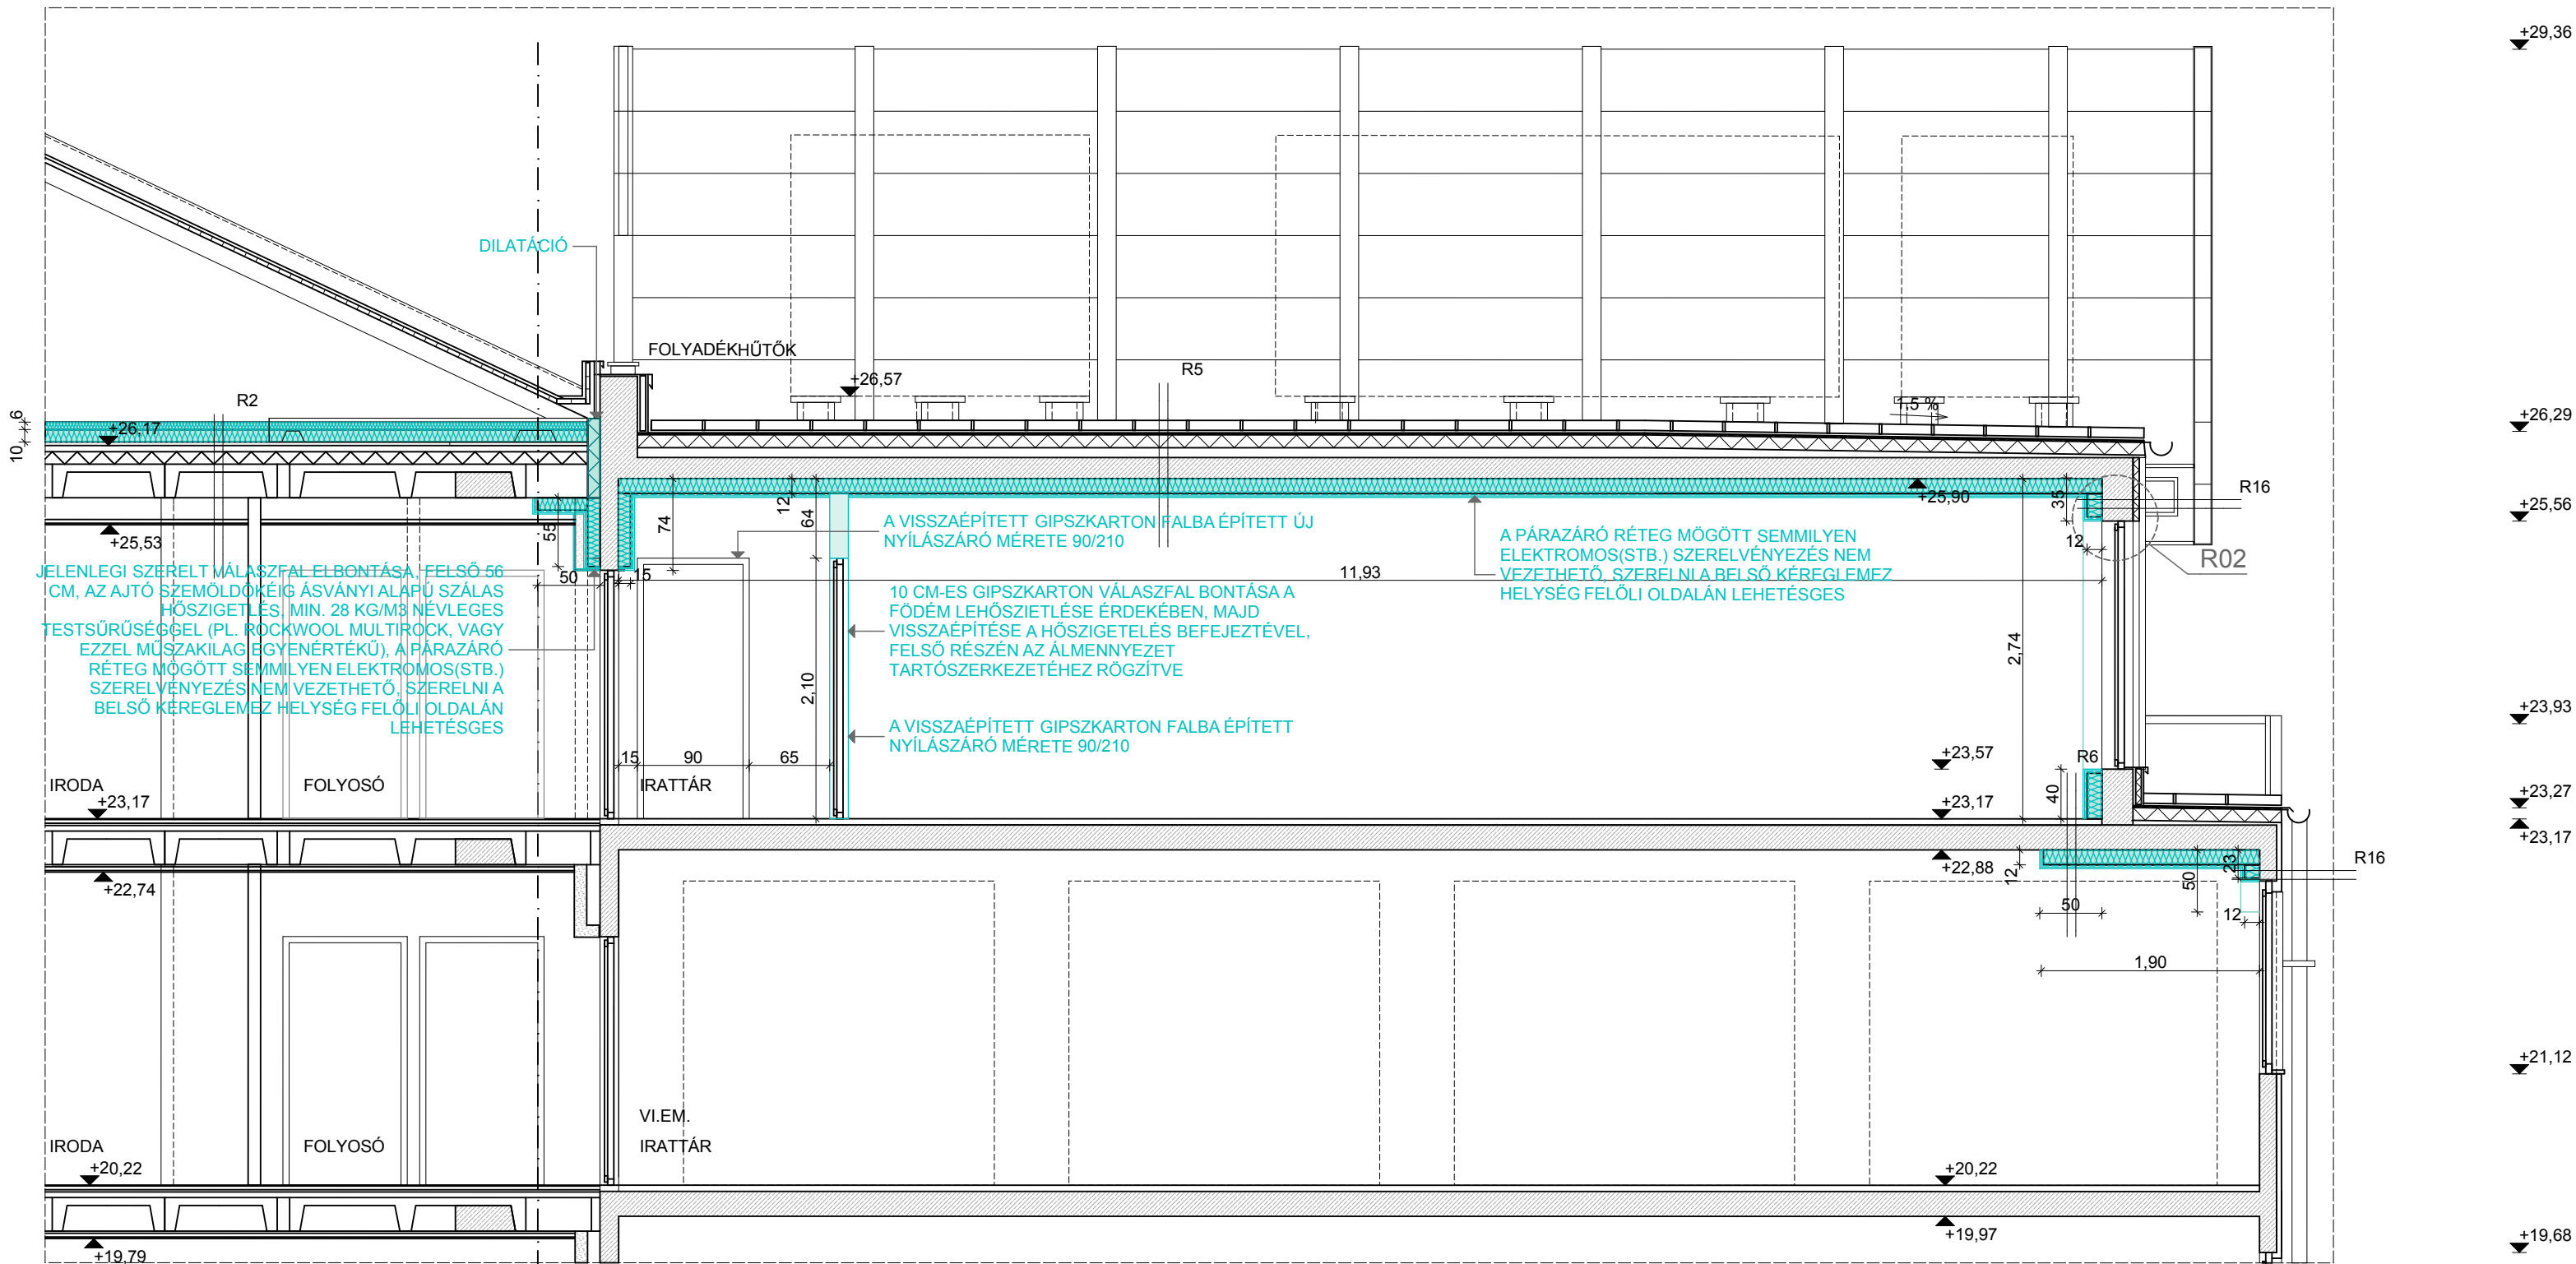 +29,36
DILATÁCIÓ
FOLYADÉKHŰTŐK
+26,57
R5
R2
1,5 %
6
10
+26,17
+26,29
+25,53
55
50
15
74
12
64
+25,90
35
12
R16
+25,56
R02
11,93
A VISSZAÉPÍTETT GIPSZKARTON FALBA ÉPÍTETT ÚJ
NYÍLÁSZÁRÓ MÉRETE 90/210
A PÁRAZÁRÓ RÉTEG MÖGÖTT SEMMILYEN
ELEKTROMOS(STB.) SZERELVÉNYEZÉS NEM
VEZETHETŐ, SZERELNI A BELSŐ KÉREGLEMEZ
HELYSÉG FELŐLI OLDALÁN LEHETÉSGES
JELENLEGI SZERELT VÁLASZFAL ELBONTÁSA, FELSŐ 56
CM, AZ AJTÓ SZEMÖLDÖKÉIG ÁSVÁNYI ALAPÚ SZÁLAS
HŐSZIGETLÉS, MIN. 28 KG/M3 NÉVLEGES
TESTSŰRŰSÉGGEL (PL. ROCKWOOL MULTIROCK, VAGY
EZZEL MŰSZAKILAG EGYENÉRTÉKŰ), A PÁRAZÁRÓ
RÉTEG MÖGÖTT SEMMILYEN ELEKTROMOS(STB.)
SZERELVÉNYEZÉS NEM VEZETHETŐ, SZERELNI A
BELSŐ KÉREGLEMEZ HELYSÉG FELŐLI OLDALÁN
LEHETÉSGES
10 CM-ES GIPSZKARTON VÁLASZFAL BONTÁSA A
FÖDÉM LEHŐSZIETLÉSE ÉRDEKÉBEN, MAJD
VISSZAÉPÍTÉSE A HŐSZIGETELÉS BEFEJEZTÉVEL,
FELSŐ RÉSZÉN AZ ÁLMENNYEZET
TARTÓSZERKEZETÉHEZ RÖGZÍTVE
2,10
2,74
A VISSZAÉPÍTETT GIPSZKARTON FALBA ÉPÍTETT
NYÍLÁSZÁRÓ MÉRETE 90/210
+23,93
15
90
65
+23,57
R6
IRODA
FOLYOSÓ
IRATTÁR
+23,17
+23,17
40
+23,27
+23,17
+22,74
+22,88
12
50
50
23
12
R16
1,90
+21,12
VI.EM.
IRODA
FOLYOSÓ
IRATTÁR
+20,22
+20,22
+19,97
+19,79
+19,68